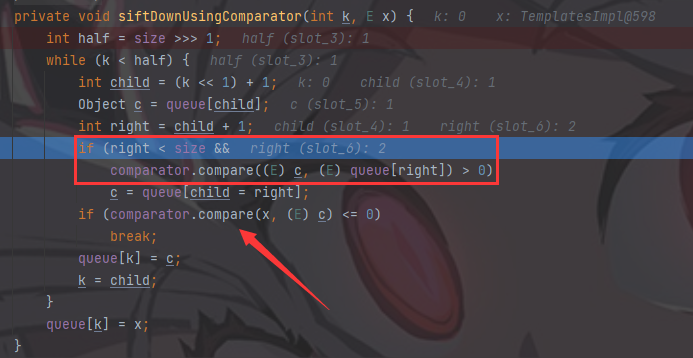 private void siftDownUsingComparator(int k, E x) { k: 0 x: TemplatesImpl@598
int half = size >>> 1; half (slot_3): 1
while (k < half) { half (slot_3): 1
int child = (k << 1) + 1; k: 0 child (slot_4): 1
Object c = queue[child]; c (slot_5): 1
int right = child + 1; child (slot_4): 1 right (slot_6): 2
if (right < size && right (slot_6): 2
comparator.compare((E) c, (E) queue[right]) > 0)
c = queue[child = right];
if (comparator.compare(x, (E) c) <= 0)
break;
queue[k] = c;
k = child;
}
queue[k] = x;
}